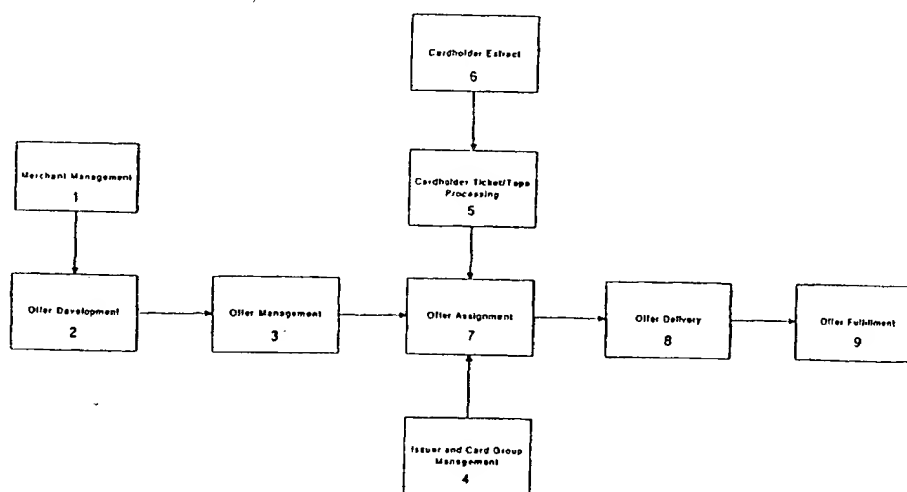 Cardholder Extract
6
Merchant Management
1
Cardholder Ticket/Tape
Processing
5
Offer Development
2
Offer Management
3
Offer Assignment
7
Offer Delivery
8
Offer Fulfillment
9
Issuer and Card Group
Management
4